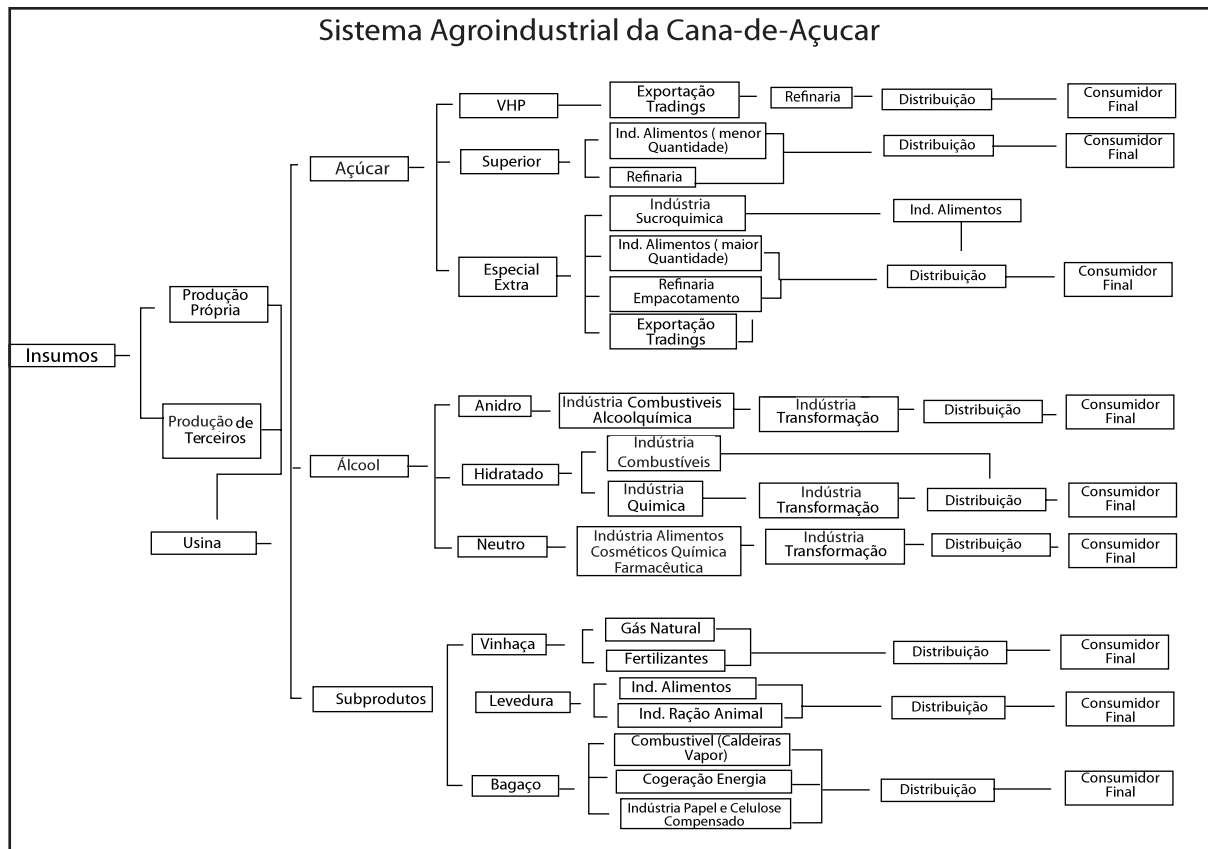 Sistema Agroindustrial da Cana-de-Açucar
Insumos
Produção
Própria
Produção de
Terceiros
Usina
Açúcar
VHP
Exportação
Tradings
Refinaria
Distribuição
Consumidor
Final
Superior
Ind. Alimentos ( menor
Quantidade)
Refinaria
Distribuição
Consumidor
Final
Especial
Extra
Indústria
Sucroquimica
Ind. Alimentos
Ind. Alimentos ( maior
Quantidade)
Refinaria
Empacotamento
Exportação
Tradings
Distribuição
Consumidor
Final
Álcool
Anidro
Indústria Combustiveis
Alcoolquímica
Indústria
Transformação
Distribuição
Consumidor
Final
Hidratado
Indústria
Combustíveis
Indústria
Quimica
Indústria
Transformação
Distribuição
Consumidor
Final
Neutro
Indústria Alimentos
Cosméticos Química
Farmacêutica
Indústria
Transformação
Distribuição
Consumidor
Final
Subprodutos
Vinhaça
Gás Natural
Fertilizantes
Distribuição
Consumidor
Final
Levedura
Ind. Alimentos
Ind. Ração Animal
Distribuição
Consumidor
Final
Bagaço
Combustivel (Caldeiras
Vapor)
Cogeração Energia
Indústria Papel e Celulose
Compensado
Distribuição
Consumidor
Final